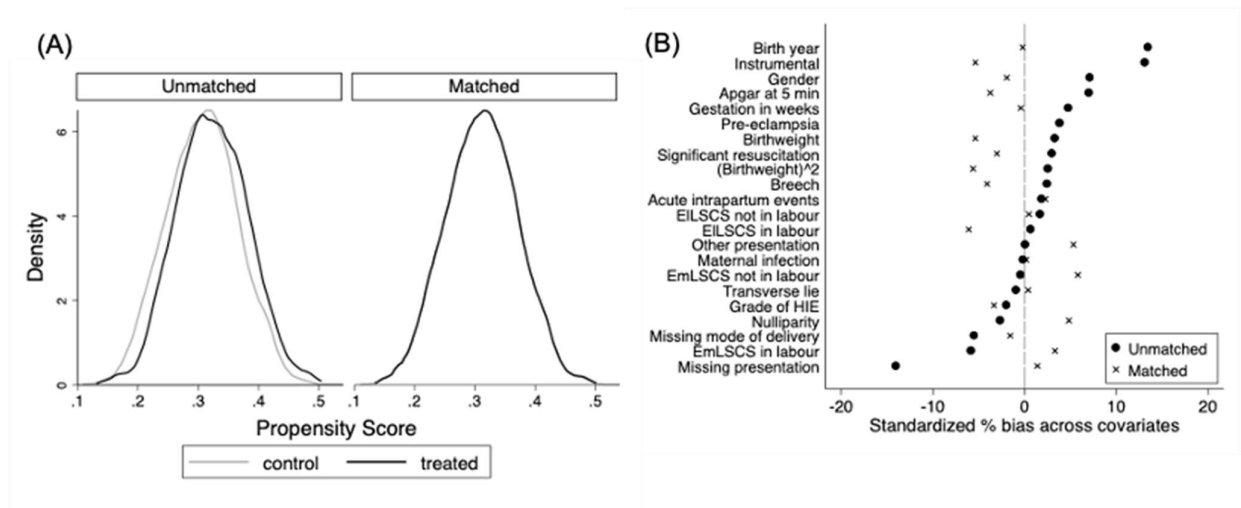 (A)
Unmatched
Matched
Density
6
4
2
0
.1 .2 .3 .4 .5
.1 .2 .3 .4 .5
Propensity Score
control treated
(B)
Birth year
Instrumental
Gender
Apgar at 5 min
Gestation in weeks
Pre-eclampsia
Birthweight
Significant resuscitation
(Birthweight)^2
Breech
Acute intrapartum events
ElLSCS not in labour
ElLSCS in labour
Other presentation
Maternal infection
EmLSCS not in labour
Transverse lie
Grade of HIE
Nulliparity
Missing mode of delivery
EmLSCS in labour
Missing presentation
Unmatched
Matched
-20 -10 0 10 20
Standardized % bias across covariates